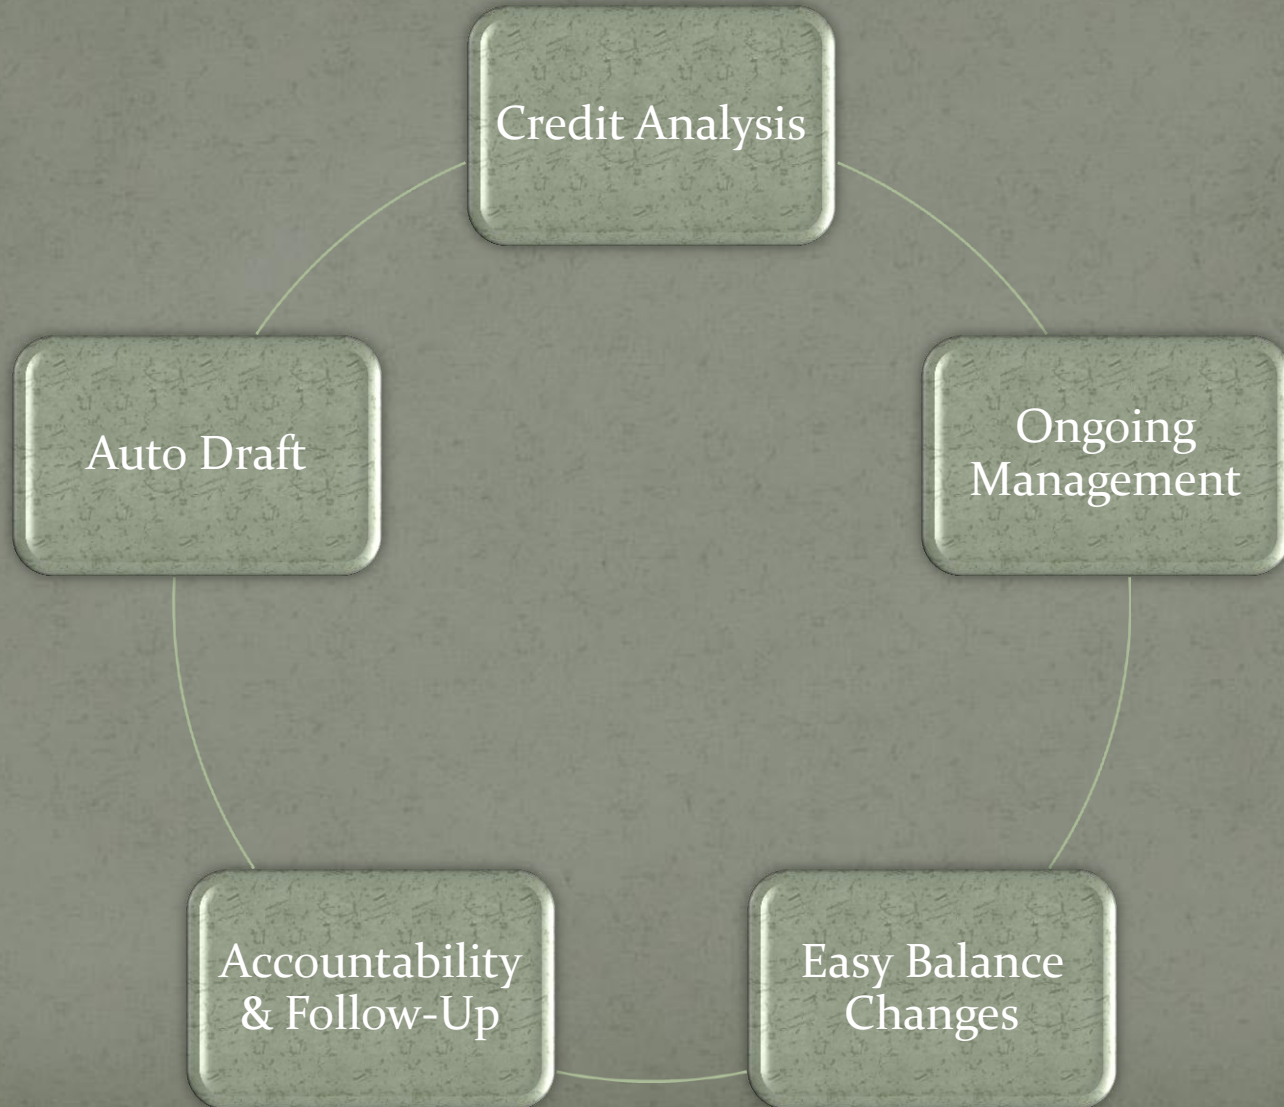 Credit Analysis
Ongoing
Management
Easy Balance
Changes
Accountability
& Follow-Up
Auto Draft